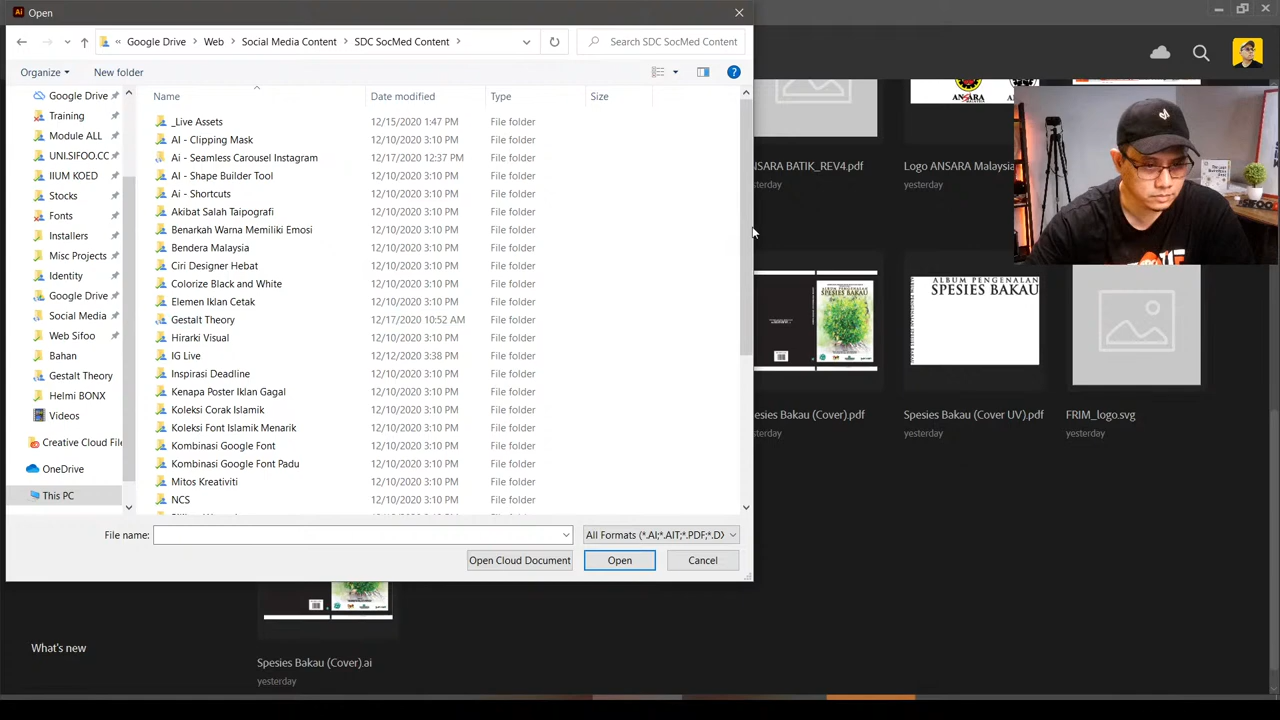 Ai Open
Google Drive Web Social Media Content SDC SocMed Content
Search SDC SocMed Content
Organize New folder
Name Date modified Type Size
_Live Assets 12/15/2020 1:47 PM File folder
AI - Clipping Mask 12/10/2020 3:10 PM File folder
Ai - Seamless Carousel Instagram 12/17/2020 12:37 PM File folder
AI - Shape Builder Tool 12/10/2020 3:10 PM File folder
Ai - Shortcuts 12/10/2020 3:10 PM File folder
Akibat Salah Taipografi 12/10/2020 3:10 PM File folder
Benarkah Warna Memiliki Emosi 12/10/2020 3:10 PM File folder
Bendera Malaysia 12/10/2020 3:10 PM File folder
Ciri Designer Hebat 12/10/2020 3:10 PM File folder
Colorize Black and White 12/10/2020 3:10 PM File folder
Elemen Iklan Cetak 12/10/2020 3:10 PM File folder
Gestalt Theory 12/17/2020 10:52 AM File folder
Hirarki Visual 12/10/2020 3:10 PM File folder
IG Live 11/12/2020 3:38 PM File folder
Inspirasi Deadline 12/10/2020 3:10 PM File folder
Kenapa Poster Iklan Gagal 12/10/2020 3:10 PM File folder
Koleksi Corak Islamik 12/10/2020 3:10 PM File folder
Koleksi Font Islamik Menarik 12/10/2020 3:10 PM File folder
Kombinasi Google Font 12/10/2020 3:10 PM File folder
Kombinasi Google Font Padu 12/10/2020 3:10 PM File folder
Mitos Kreativiti 12/10/2020 3:10 PM File folder
NCS 12/10/2020 3:10 PM File folder
Google Drive
Training
Module ALL
UNI.SIFOO.CC
IIUM KOED
Stocks
Fonts
Installers
Misc Projects
Identity
Google Drive
Social Media
Web Sifoo
Bahan
Gestalt Theory
Helmi BONX
Videos
Creative Cloud File
OneDrive
This PC
File name: All Formats (*.AI;*.AIT;*.PDF;*.D
Open Cloud Document Open Cancel
ANSARA
MALAYSIA
NSARA BATIK_REV4.pdf
yesterday
Logo ANSARA Malaysia
yesterday
ALBUM PENGENALAN
SPESIES BAKAU
ALBUM PENGENALAN
SPESIES BAKAU
ALBUM PENGENALAN
SPESIES BAKAU
esies Bakau (Cover).pdf
yesterday
Spesies Bakau (Cover UV).pdf
yesterday
FRIM_logo.svg
yesterday
What's new
Spesies Bakau (Cover).ai
yesterday